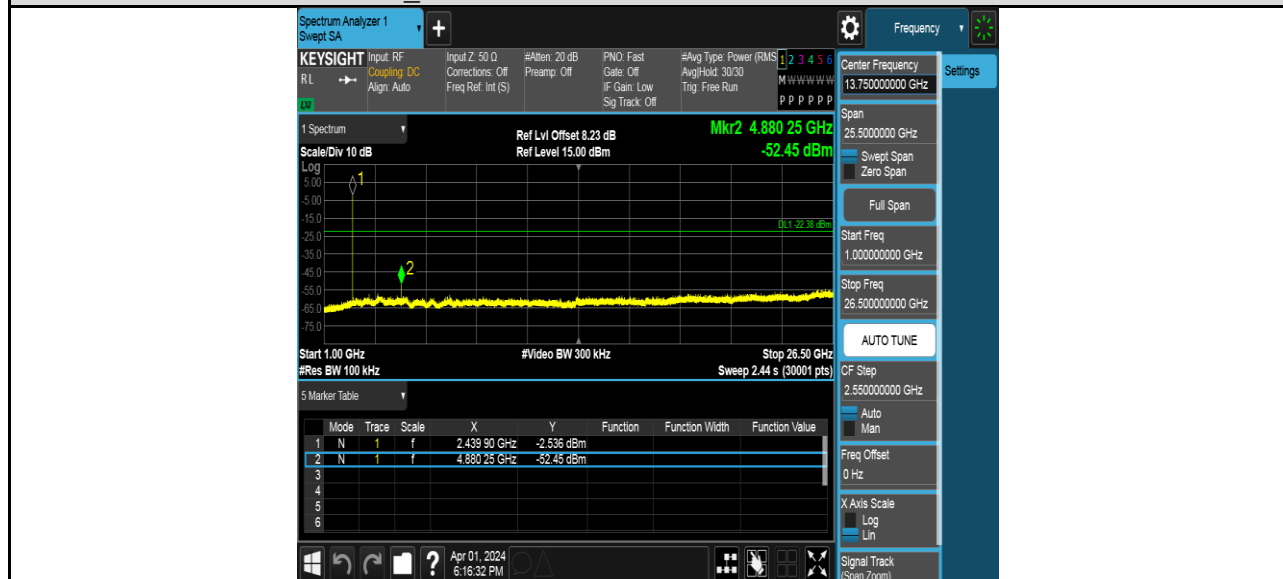 Spectrum Analyzer 1
Swept SA
+
Frequency
KEYSIGHT
RL
LXI
Input: RF
Coupling: DC
Align: Auto
Input Z: 50 Ω
Corrections: Off
Freq Ref: Int (S)
#Atten: 20 dB
Preamp: Off
PNO: Fast
Gate: Off
IF Gain: Low
Sig Track: Off
#Avg Type: Power (RMS
Avg|Hold: 30/30
Trig: Free Run
1 2 3 4 5 6
M W W W W W
P P P P P P
1 Spectrum
Scale/Div 10 dB
Ref Lvl Offset 8.23 dB
Ref Level 15.00 dBm
Mkr2 4.880 25 GHz
-52.45 dBm
Log
5.00
-5.00
-15.0
-25.0
-35.0
-45.0
-55.0
-65.0
-75.0
1
2
DL1 -22.38 dBm
Start 1.00 GHz
#Res BW 100 kHz
#Video BW 300 kHz
Stop 26.50 GHz
Sweep 2.44 s (30001 pts)
5 Marker Table
Mode Trace Scale X Y Function Function Width Function Value
1 N 1 f 2.439 90 GHz -2.536 dBm
2 N 1 f 4.880 25 GHz -52.45 dBm
3
4
5
6
?
Apr 01, 2024
6:16:32 PM
Center Frequency
13.750000000 GHz
Settings
Span
25.5000000 GHz
Swept Span
Zero Span
Full Span
Start Freq
1.000000000 GHz
Stop Freq
26.500000000 GHz
AUTO TUNE
CF Step
2.550000000 GHz
Auto
Man
Freq Offset
0 Hz
X Axis Scale
Log
Lin
Signal Track
(Span Zoom)